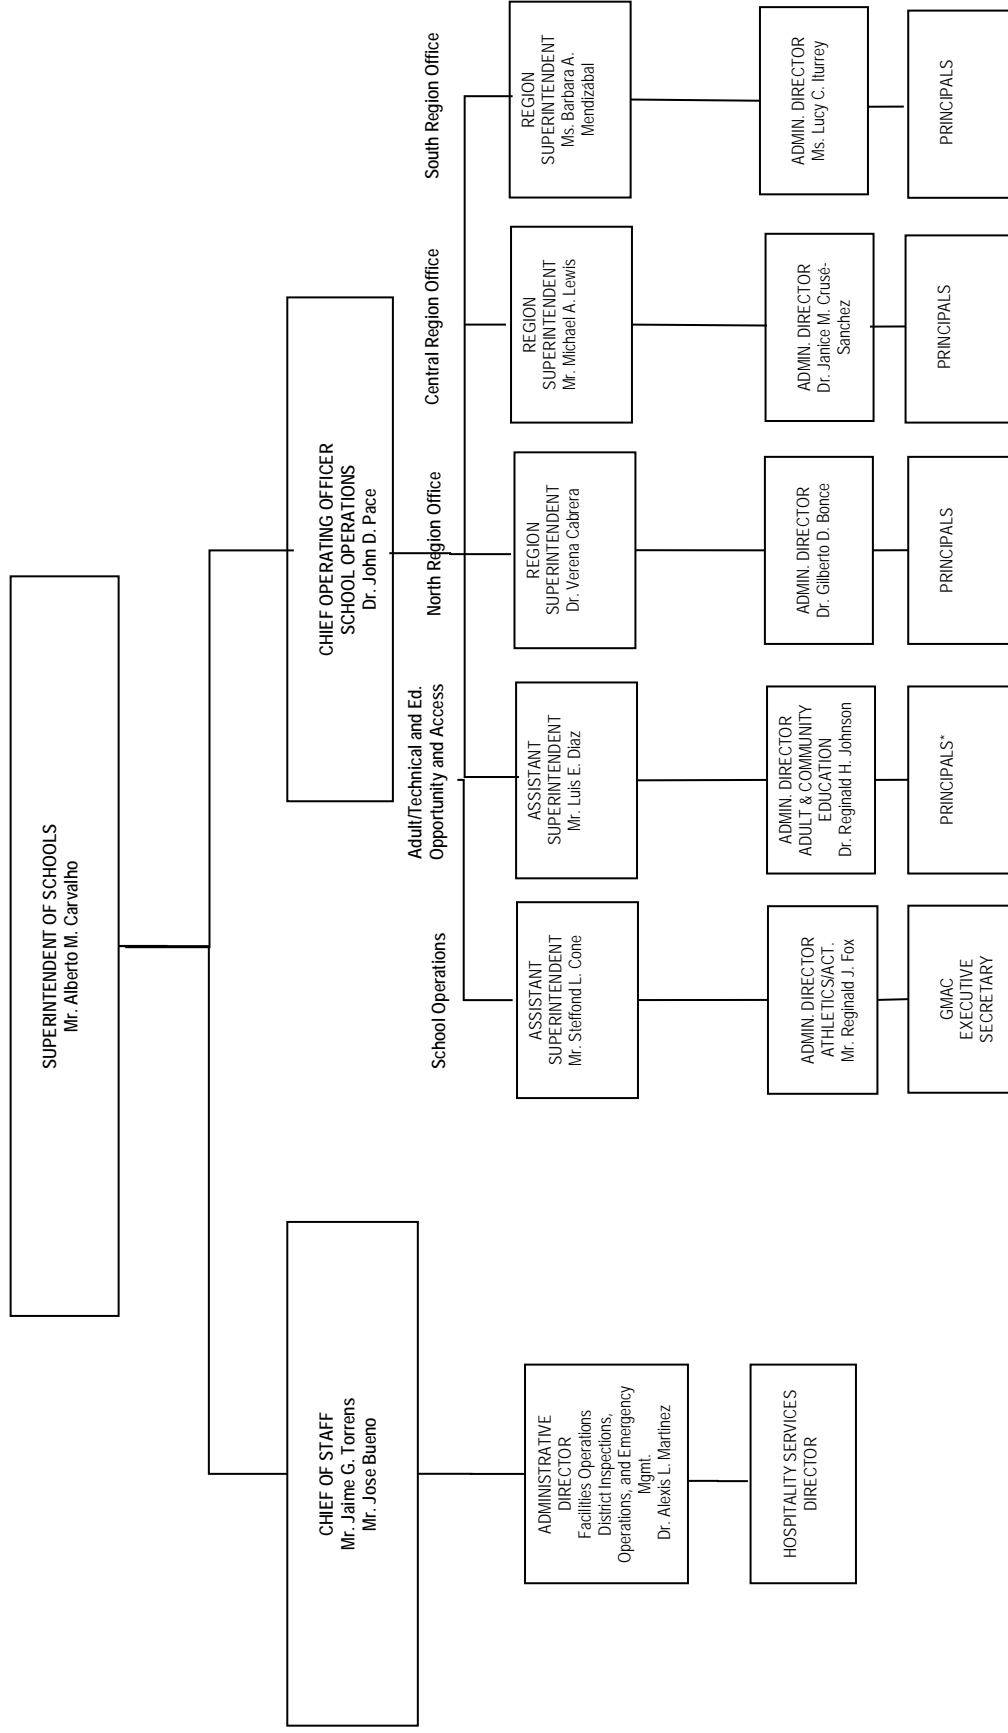 SUPERINTENDENT OF SCHOOLS
Mr. Alberto M. Carvalho
CHIEF OF STAFF
Mr. Jaime G. Torrens
Mr. Jose Bueno
CHIEF OPERATING OFFICER
SCHOOL OPERATIONS
Dr. John D. Pace
School Operations
Adult/Technical and Ed.
Opportunity and Access
North Region Office
Central Region Office
South Region Office
ADMINISTRATIVE
DIRECTOR
Facilities Operations
District Inspections,
Operations, and Emergency
Mgmt.
Dr. Alexis L. Martinez
ASSISTANT
SUPERINTENDENT
Mr. Steffond L. Cone
ASSISTANT
SUPERINTENDENT
Mr. Luis E. Diaz
REGION
SUPERINTENDENT
Dr. Verena Cabrera
REGION
SUPERINTENDENT
Mr. Michael A. Lewis
REGION
SUPERINTENDENT
Ms. Barbara A.
Mendizábal
HOSPITALITY SERVICES
DIRECTOR
ADMIN. DIRECTOR
ATHLETICS/ACT.
Mr. Reginald J. Fox
ADMIN. DIRECTOR
ADULT & COMMUNITY
EDUCATION
Dr. Reginald H. Johnson
ADMIN. DIRECTOR
Dr. Gilberto D. Bonce
ADMIN. DIRECTOR
Dr. Janice M. Crusé-
Sanchez
ADMIN. DIRECTOR
Ms. Lucy C. Iturrey
GMAC
EXECUTIVE
SECRETARY
PRINCIPALS*
PRINCIPALS
PRINCIPALS
PRINCIPALS